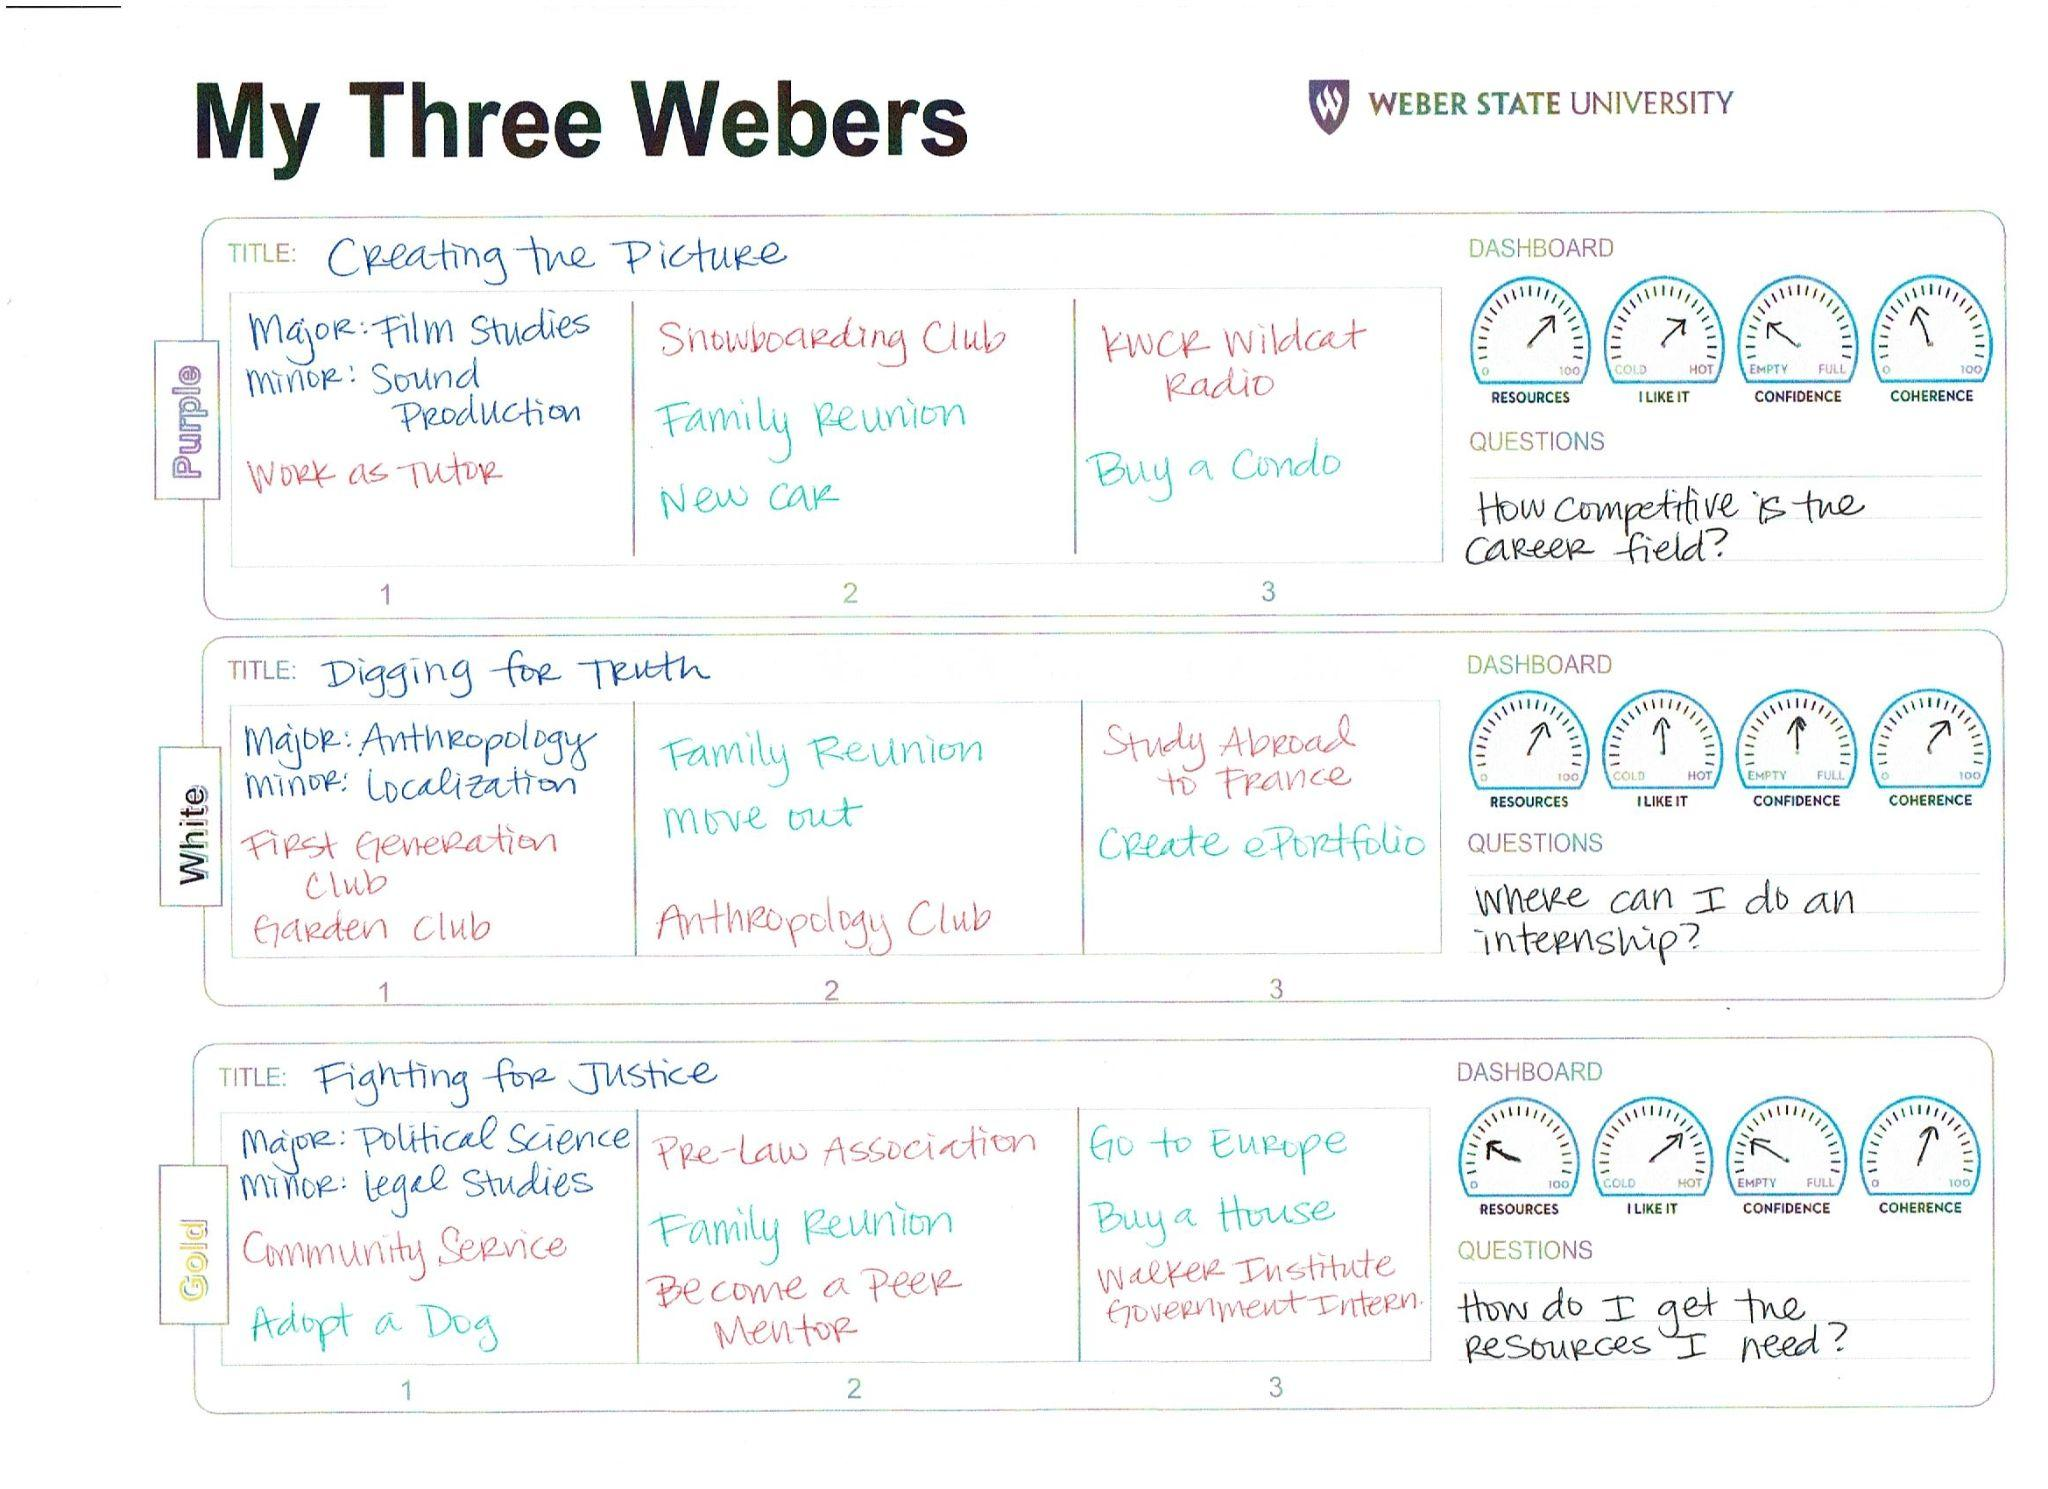 My Three Webers
WEBER STATE UNIVERSITY
Purple
TITLE: Creating the Picture
Major: Film Studies
Minor: Sound
Production
Work as Tutor
1
Snowboarding Club
Family Reunion
New Car
2
KWCR Wildcat
Radio
Buy a Condo
3
DASHBOARD
0 100
RESOURCES
COLD HOT
I LIKE IT
EMPTY FULL
CONFIDENCE
0 100
COHERENCE
QUESTIONS
How competitive is the
career field?
White
TITLE: Digging for Truth
Major: Anthropology
Minor: Localization
First Generation
Club
Garden Club
1
Family Reunion
Move out
Anthropology Club
2
Study Abroad
to France
Create ePortfolio
3
DASHBOARD
0 100
RESOURCES
COLD HOT
I LIKE IT
EMPTY FULL
CONFIDENCE
0 100
COHERENCE
QUESTIONS
Where can I do an
internship?
Gold
TITLE: Fighting for Justice
Major: Political Science
Minor: Legal Studies
Community Service
Adopt a Dog
1
Pre-Law Association
Family Reunion
Become a Peer
Mentor
2
Go to Europe
Buy a House
Walker Institute
Government Intern.
3
DASHBOARD
0 100
RESOURCES
COLD HOT
I LIKE IT
EMPTY FULL
CONFIDENCE
0 100
COHERENCE
QUESTIONS
How do I get the
resources I need?